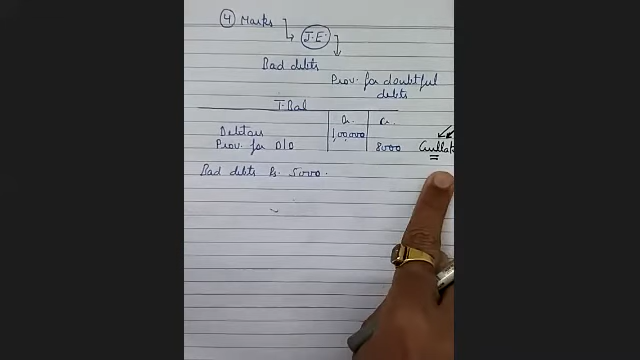 4 Marks
J.E.
Bad debts
Prov. for doubtful debts
T. Bal
Dr. Cr.
Debtors 1,00,000
Prov. for D/D 8000 Gullak
Bad debts Rs. 5000.